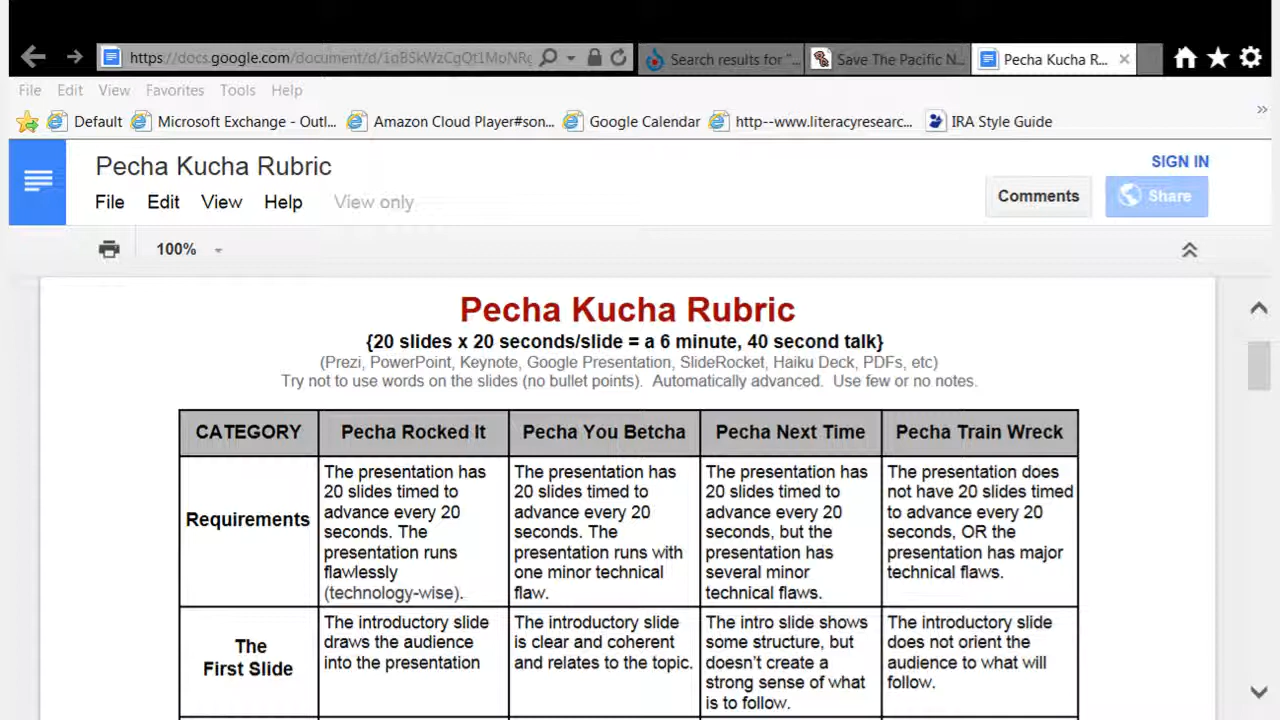 https://docs.google.com/document/d/1
Search results for "...
Save The Pacific N...
Pecha Kucha R...
File Edit View Favorites Tools Help
Default Microsoft Exchange - Outl... Amazon Cloud Player#son... Google Calendar http--www.literacyresearc... IRA Style Guide
Pecha Kucha Rubric
SIGN IN
File Edit View Help View only
Comments
Share
100%
Pecha Kucha Rubric
{20 slides x 20 seconds/slide = a 6 minute, 40 second talk}
(Prezi, PowerPoint, Keynote, Google Presentation, SlideRocket, Haiku Deck, PDFs, etc)
Try not to use words on the slides (no bullet points). Automatically advanced. Use few or no notes.
CATEGORY
Pecha Rocked It
Pecha You Betcha
Pecha Next Time
Pecha Train Wreck
Requirements
The presentation has
20 slides timed to
advance every 20
seconds. The
presentation runs
flawlessly
(technology-wise).
The presentation has
20 slides timed to
advance every 20
seconds. The
presentation runs with
one minor technical
flaw.
The presentation has
20 slides timed to
advance every 20
seconds, but the
presentation has
several minor
technical flaws.
The presentation does
not have 20 slides timed
to advance every 20
seconds, OR the
presentation has major
technical flaws.
The
First Slide
The introductory slide
draws the audience
into the presentation
The introductory slide
is clear and coherent
and relates to the topic.
The intro slide shows
some structure, but
doesn't create a
strong sense of what
is to follow.
The introductory slide
does not orient the
audience to what will
follow.